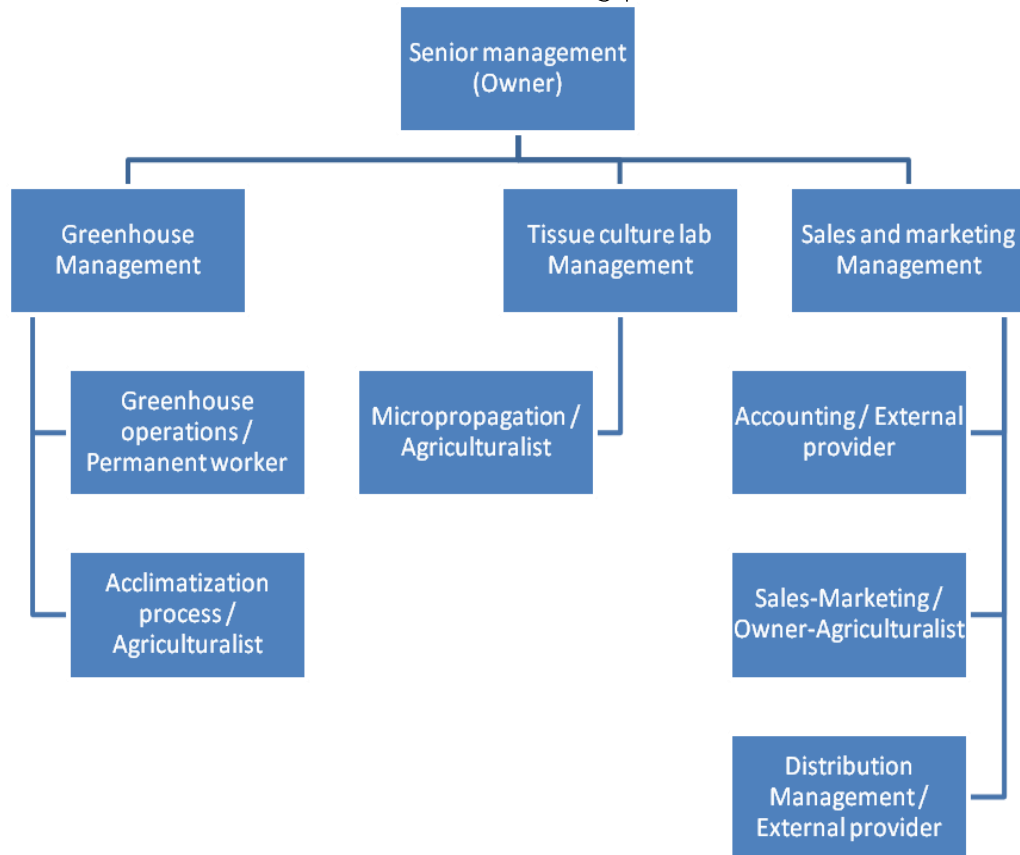 Senior management
(Owner)
Greenhouse
Management
Tissue culture lab
Management
Sales and marketing
Management
Greenhouse
operations /
Permanent worker
Micropropagation /
Agriculturalist
Accounting / External
provider
Acclimatization
process /
Agriculturalist
Sales-Marketing /
Owner-Agriculturalist
Distribution
Management /
External provider